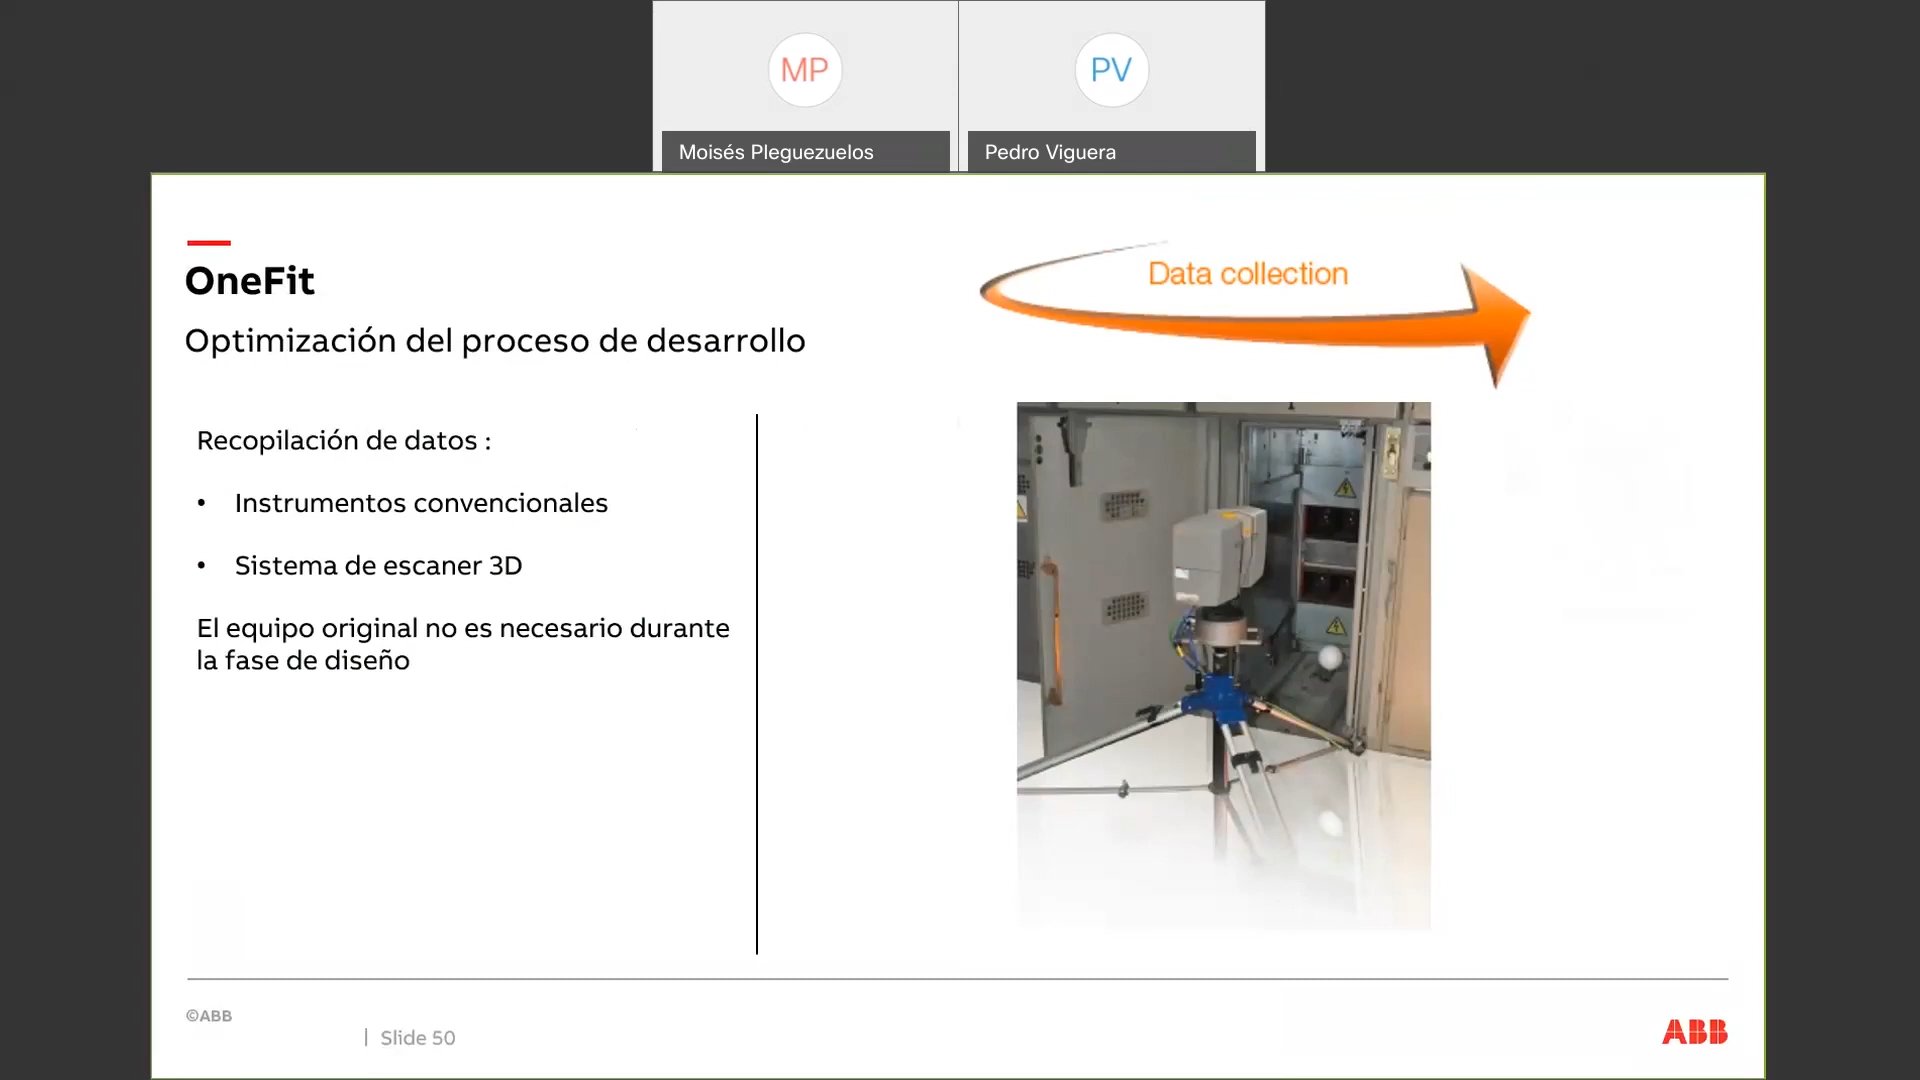 MP
PV
Moisés Pleguezuelos
Pedro Viguera
OneFit
Data collection
Optimización del proceso de desarrollo
Recopilación de datos :
• Instrumentos convencionales
• Sistema de escaner 3D
El equipo original no es necesario durante
la fase de diseño
©ABB
| Slide 50
ABB